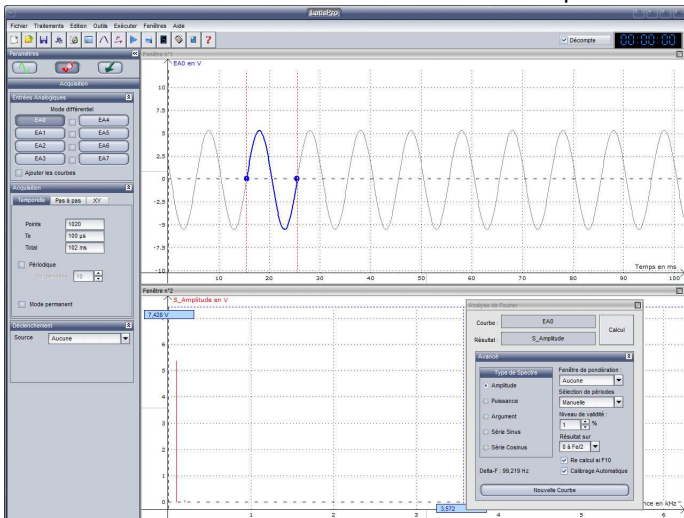 LatisPro
Fichier Traitements Edition Outils Exécuter Fenêtres Aide
Décompte 00:00:00
Paramètres
Acquisition
Entrées Analogiques
Mode différentiel
EA0 EA4
EA1 EA5
EA2 EA6
EA3 EA7
Ajouter les courbes
Acquisition
Temporelle Pas à pas XY
Points 1020
Te 100 µs
Total 102 ms
Périodique
10
Mode permanent
Déclenchement
Source Aucune
Fenêtre n°1
EA0 en V
10
7.5
5
2.5
0
-2.5
-5
-7.5
-10
Temps en ms
10 20 30 40 50 60 70 80 90 100
Fenêtre n°2
S_Amplitude en V
7,428 V
6
5
4
3
2
1
0
1 2 3 4 5 6
3,572
nce en kHz
Analyse de Fourier
Courbe : EA0
Calcul
Résultat : S_Amplitude
Avancé
Type de Spectre
Amplitude
Puissance
Argument
Série Sinus
Série Cosinus
Fenêtre de pondération :
Aucune
Sélection de périodes
Manuelle
Niveau de validité :
1 %
Résultat sur
0 à Fe/2
Re calcul si F10
Delta-F : 99,219 Hz
Calibrage Automatique
Nouvelle Courbe